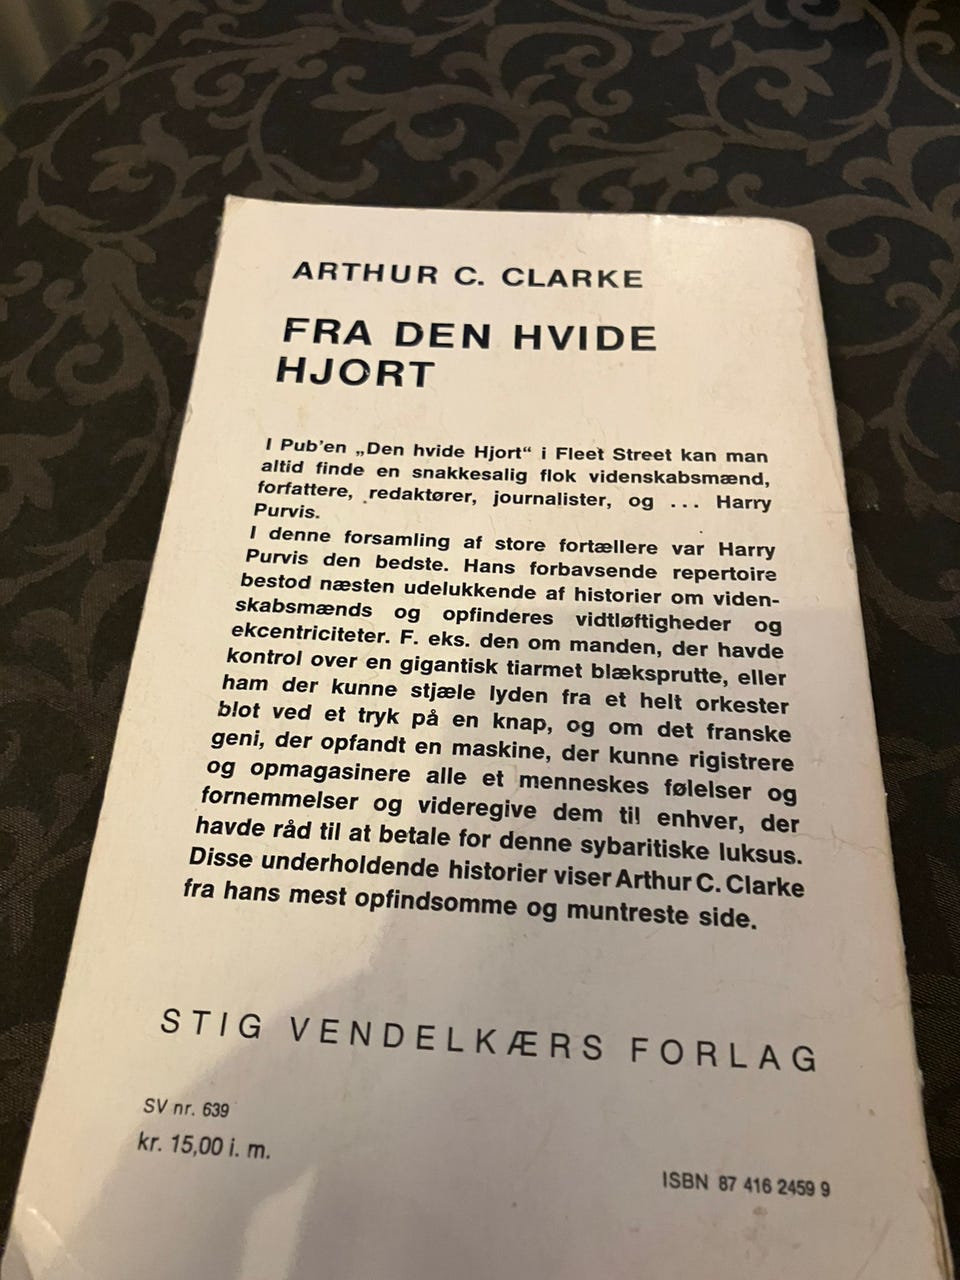 ARTHUR C. CLARKE
FRA DEN HVIDE
HJORT
I Pub'en „Den hvide Hjort“ i Fleet Street kan man
altid finde en snakkesalig flok videnskabsmænd,
forfattere, redaktører, journalister, og ... Harry
Purvis.
I denne forsamling af store fortællere var Harry
Purvis den bedste. Hans forbavsende repertoire
bestod næsten udelukkende af historier om viden-
skabsmænds og opfinderes vidtløftigheder og
ekcentriciteter. F. eks. den om manden, der havde
kontrol over en gigantisk tiarmet blæksprutte, eller
ham der kunne stjæle lyden fra et helt orkester
blot ved et tryk på en knap, og om det franske
geni, der opfandt en maskine, der kunne rigistrere
og opmagasinere alle et menneskes følelser og
fornemmelser og videregive dem til enhver, der
havde råd til at betale for denne sybaritiske luksus.
Disse underholdende historier viser Arthur C. Clarke
fra hans mest opfindsomme og muntreste side.
STIG VENDELKÆRS FORLAG
SV nr. 639
kr. 15,00 i. m.
ISBN 87 416 2459 9